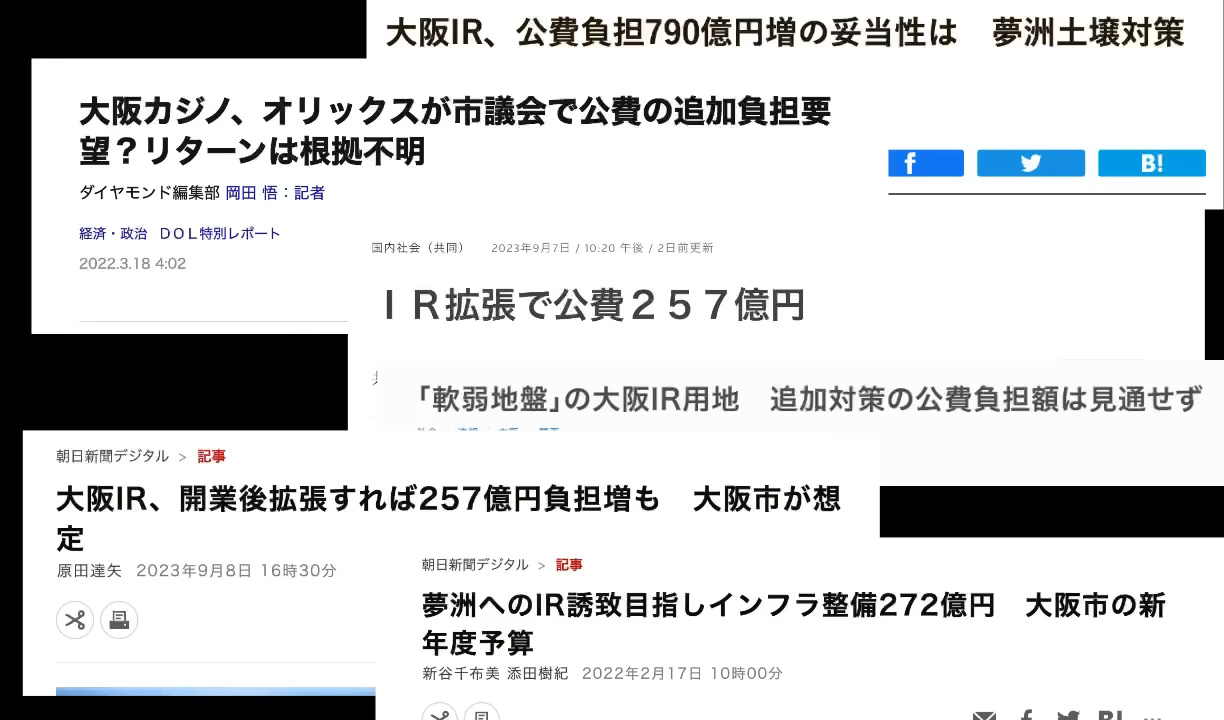 大阪IR、公費負担790億円増の妥当性は　夢洲土壌対策
大阪カジノ、オリックスが市議会で公費の追加負担要
望？リターンは根拠不明
ダイヤモンド編集部 岡田 悟：記者
経済・政治　ＤＯＬ特別レポート
2022.3.18 4:02
f
B!
国内社会（共同）　2023年9月7日 / 10:20 午後 / 2日前更新
ＩＲ拡張で公費２５７億円
「軟弱地盤」の大阪IR用地　追加対策の公費負担額は見通せず
朝日新聞デジタル ＞ 記事
大阪IR、開業後拡張すれば257億円負担増も　大阪市が想
定
原田達矢　2023年9月8日 16時30分
朝日新聞デジタル ＞ 記事
夢洲へのIR誘致目指しインフラ整備272億円　大阪市の新
年度予算
新谷千布美 添田樹紀　2022年2月17日 10時00分